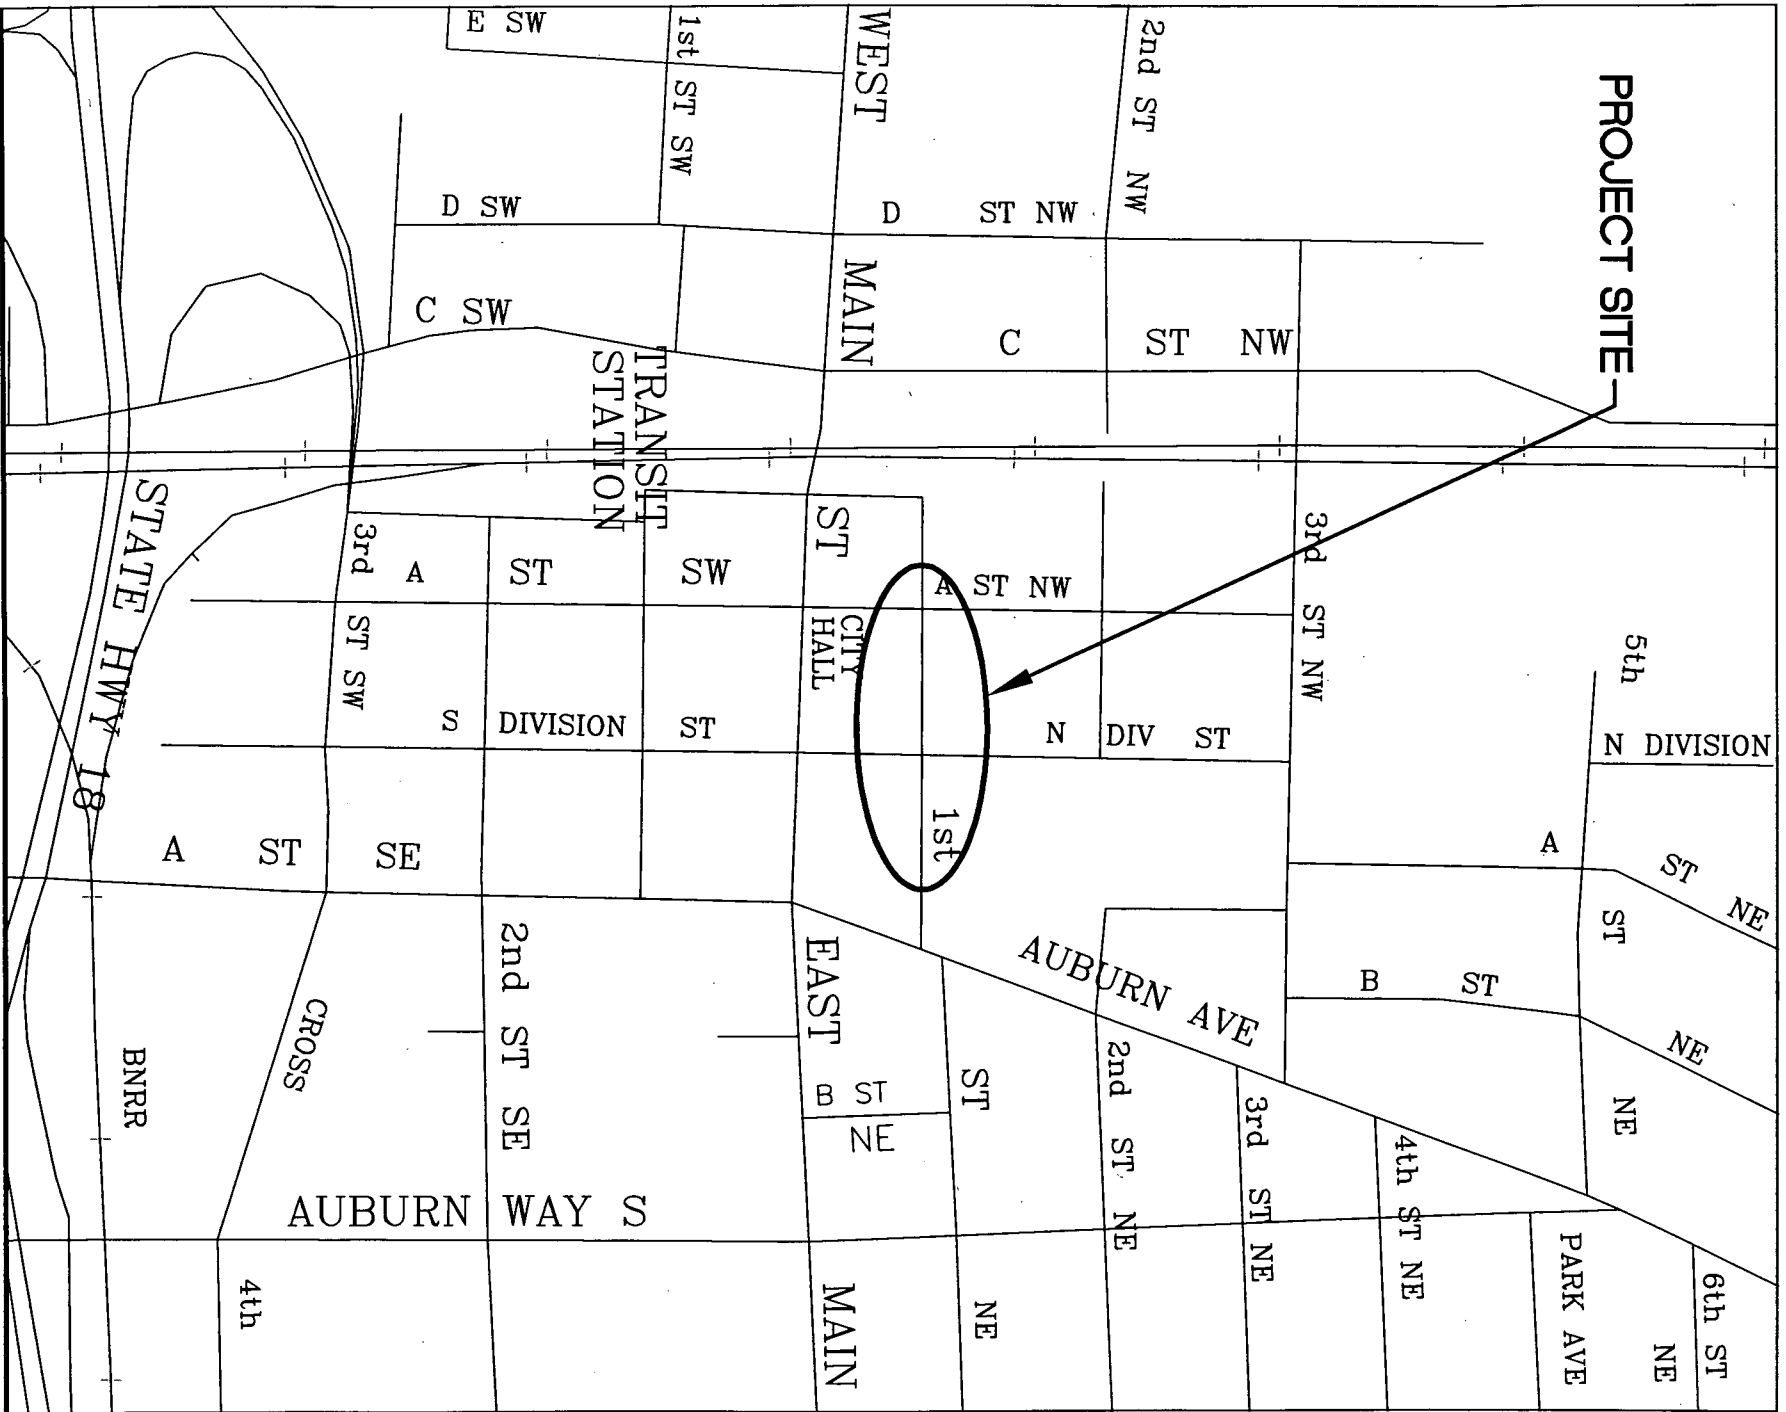 PROJECT SITE
E SW
1st ST SW
WEST MAIN ST
2nd ST NW
D SW
D ST NW
C SW
C ST NW
TRANSIT
STATION
STATE HWY 18
3rd ST SW
A ST SW
A ST NW
CITY
HALL
3rd ST NW
S DIVISION ST
N DIV ST
N DIVISION
5th ST NE
1st ST NE
A ST SE
A ST NE
B ST NE
AUBURN AVE
2nd ST SE
EAST MAIN
CROSS
BNRR
B ST
NE
2nd ST NE
3rd ST NE
4th ST NE
AUBURN WAY S
4th
PARK AVE
6th ST
NE